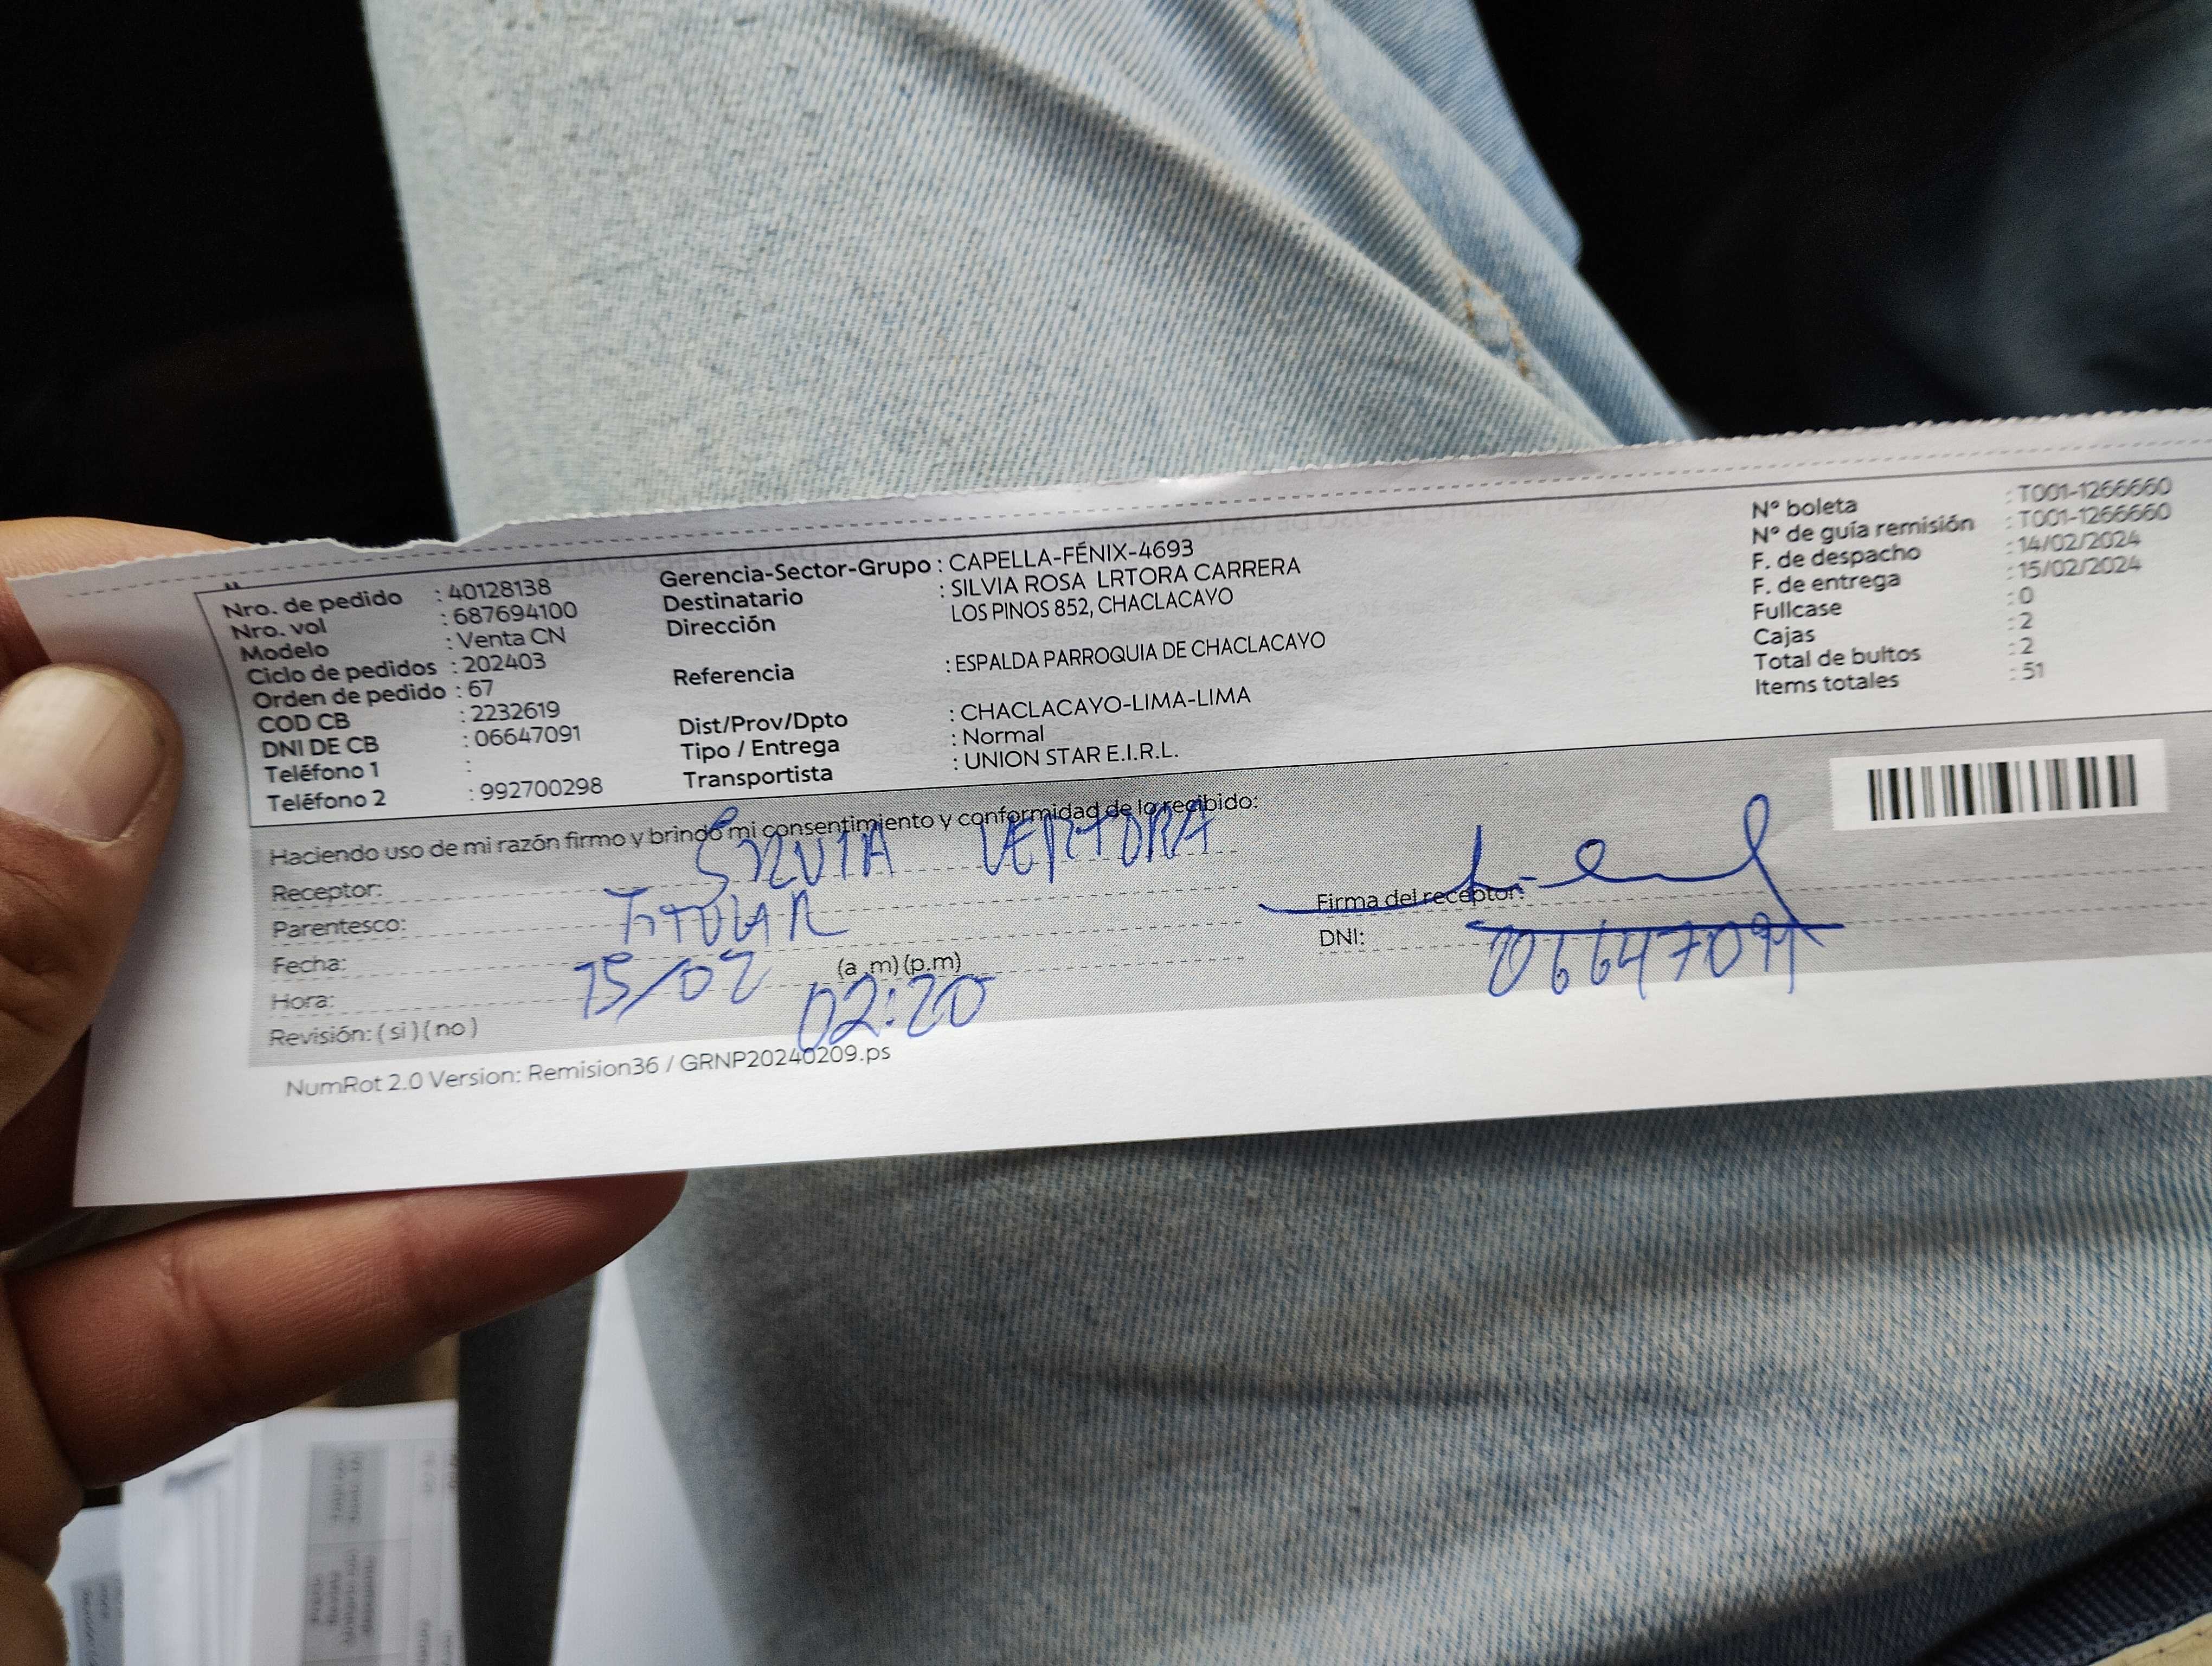 Nro. de pedido : 40128138
Nro. vol : 687694100
Modelo : Venta CN
Ciclo de pedidos : 202403
Orden de pedido : 67
COD CB : 2232619
DNI DE CB : 06647091
Teléfono 1 :
Teléfono 2 : 992700298
Gerencia-Sector-Grupo : CAPELLA-FÉNIX-4693
Destinatario : SILVIA ROSA LRTORA CARRERA
Dirección LOS PINOS 852, CHACLACAYO
Referencia : ESPALDA PARROQUIA DE CHACLACAYO
Dist/Prov/Dpto : CHACLACAYO-LIMA-LIMA
Tipo / Entrega : Normal
Transportista : UNION STAR E.I.R.L.
N° boleta : T001-1266660
N° de guía remisión : T001-1266660
F. de despacho : 14/02/2024
F. de entrega : 15/02/2024
Fullcase : 0
Cajas : 2
Total de bultos : 2
Items totales : 51
Haciendo uso de mi razón firmo y brindo mi consentimiento y conformidad de lo recibido:
Receptor: SILVIA VERTORA
Parentesco: TITULAR
Fecha: 15/02
Hora: (a.m) (p.m) 02:20
Revisión: ( si ) ( no )
Firma del receptor:
DNI: 06647091
NumRot 2.0 Version: Remision36 / GRNP20240209.ps